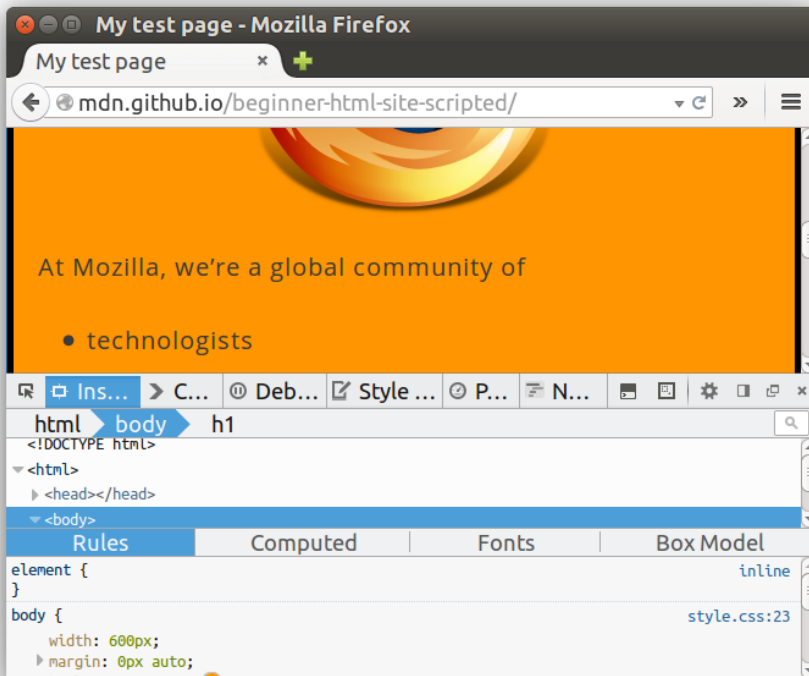 My test page - Mozilla Firefox
My test page
mdn.github.io/beginner-html-site-scripted/
At Mozilla, we’re a global community of
• technologists
Ins... C... Deb... Style ... P... N...
html body h1
<!DOCTYPE html>
<html>
<head></head>
<body>
Rules Computed Fonts Box Model
element { inline
}
body { style.css:23
width: 600px;
margin: 0px auto;